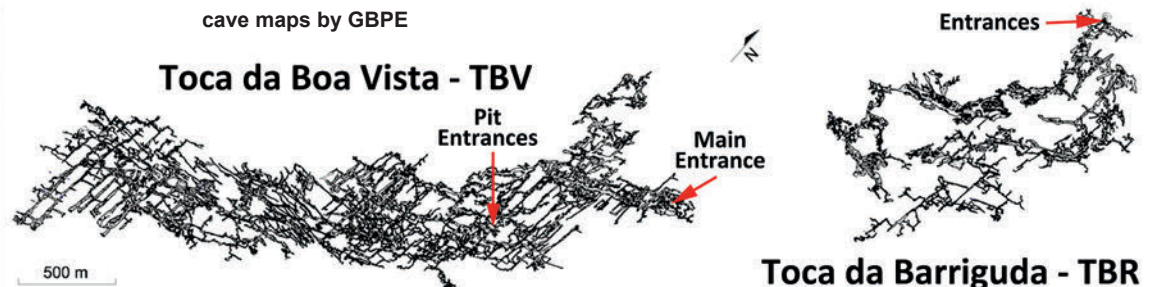 cave maps by GBPE
Toca da Boa Vista - TBV
Pit
Entrances
Main
Entrance
N
500 m
Entrances
Toca da Barriguda - TBR